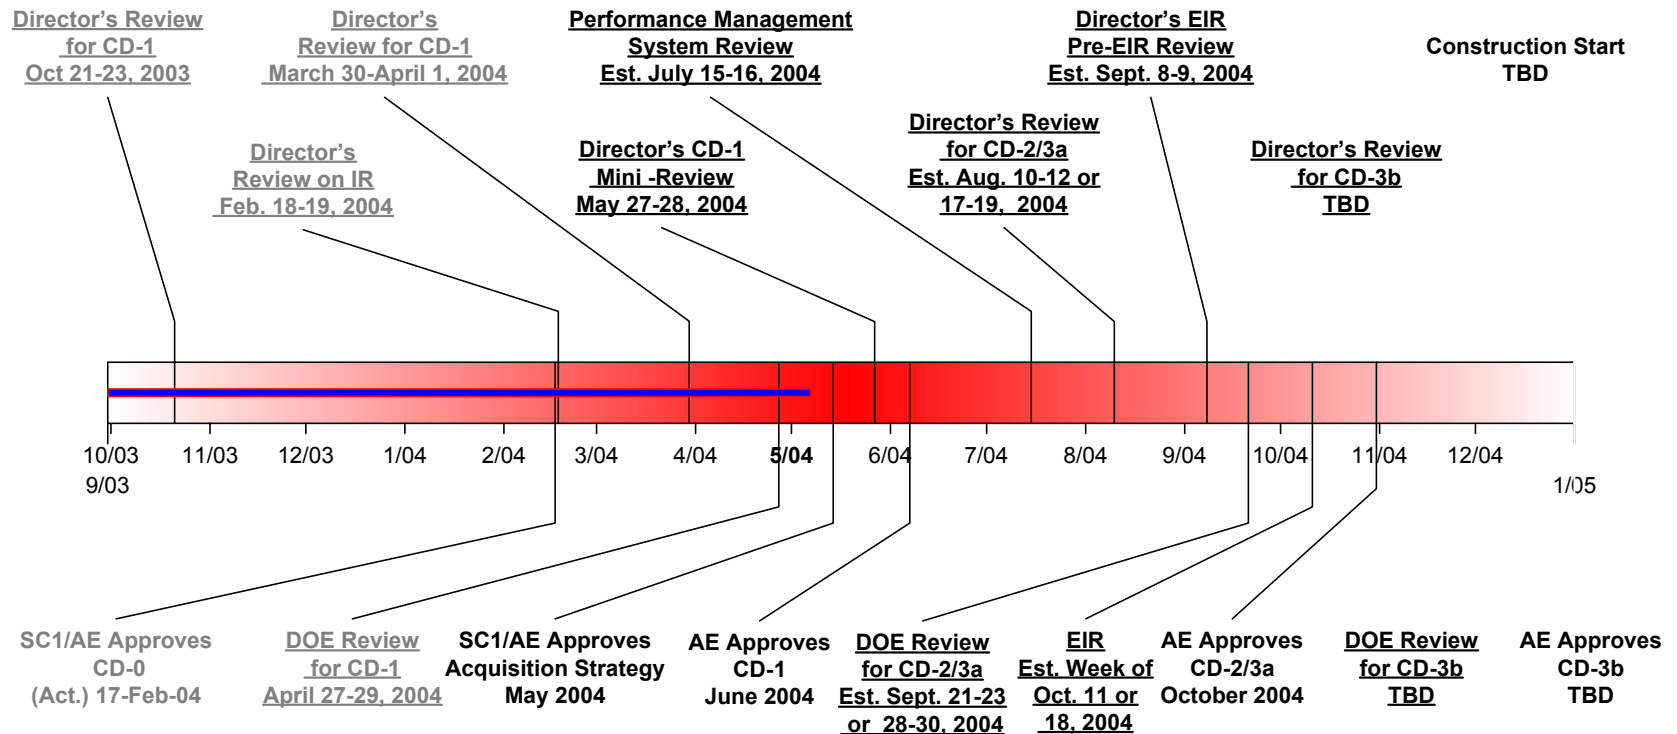 Director’s Review
for CD-1
Oct 21-23, 2003
Director’s
Review for CD-1
March 30-April 1, 2004
Performance Management
System Review
Est. July 15-16, 2004
Director’s EIR
Pre-EIR Review
Est. Sept. 8-9, 2004
Construction Start
TBD
Director’s
Review on IR
Feb. 18-19, 2004
Director’s CD-1
Mini -Review
May 27-28, 2004
Director’s Review
for CD-2/3a
Est. Aug. 10-12 or
17-19,  2004
Director’s Review
for CD-3b
TBD
10/03 11/03 12/03 1/04 2/04 3/04 4/04 5/04 6/04 7/04 8/04 9/04 10/04 11/04 12/04
9/03 1/05
SC1/AE Approves
CD-0
(Act.) 17-Feb-04
DOE Review
for CD-1
April 27-29, 2004
SC1/AE Approves
Acquisition Strategy
May 2004
AE Approves
CD-1
June 2004
DOE Review
for CD-2/3a
Est. Sept. 21-23
or  28-30, 2004
EIR
Est. Week of
Oct. 11 or
18, 2004
AE Approves
CD-2/3a
October 2004
DOE Review
for CD-3b
TBD
AE Approves
CD-3b
TBD